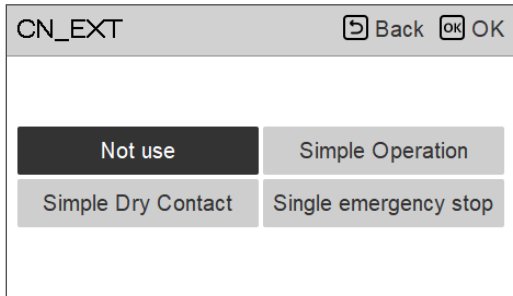 CN_EXT Back OK OK
Not use Simple Operation
Simple Dry Contact Single emergency stop